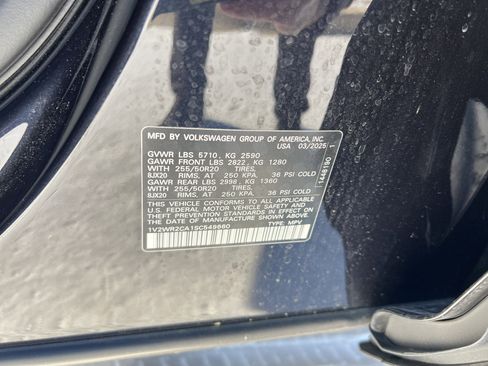 MFD BY VOLKSWAGEN GROUP OF AMERICA, INC
USA 03/2025
GVWR LBS 5710 , KG 2590
GAWR FRONT LBS 2822 , KG 1280
WITH 255/50R20 TIRES,
8JX20 RIMS, AT 250 KPA, 36 PSI COLD
GAWR REAR LBS 2998 , KG 1360
WITH 255/50R20 TIRES,
8JX20 RIMS, AT 250 KPA, 36 PSI COLD
THIS VEHICLE CONFORMS TO ALL APPLICABLE
U.S. FEDERAL MOTOR VEHICLE SAFETY AND
THEFT PREVENTION STANDARDS IN EFFECT ON
THE DATE OF MANUFACTURE SHOWN ABOVE
1V2WR2CA1SC549660 TYPE: MPV